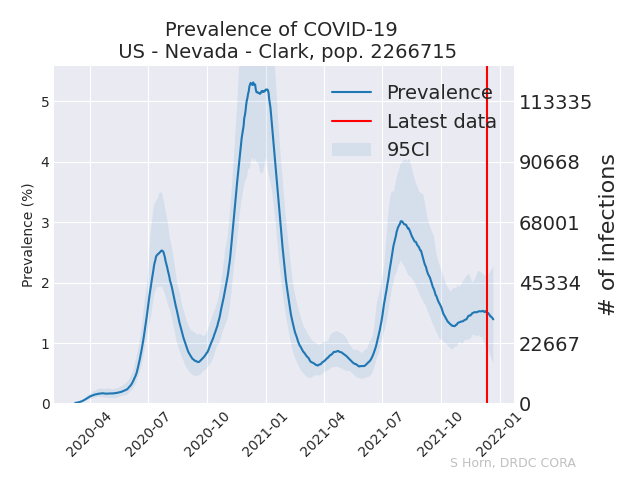 Prevalence of COVID-19
US - Nevada - Clark, pop. 2266715
Prevalence
Latest data
95CI
Prevalence (%)
5
4
3
2
1
0
113335
90668
68001
45334
22667
0
# of infections
2020-04
2020-07
2020-10
2021-01
2021-04
2021-07
2021-10
2022-01
S Horn, DRDC CORA